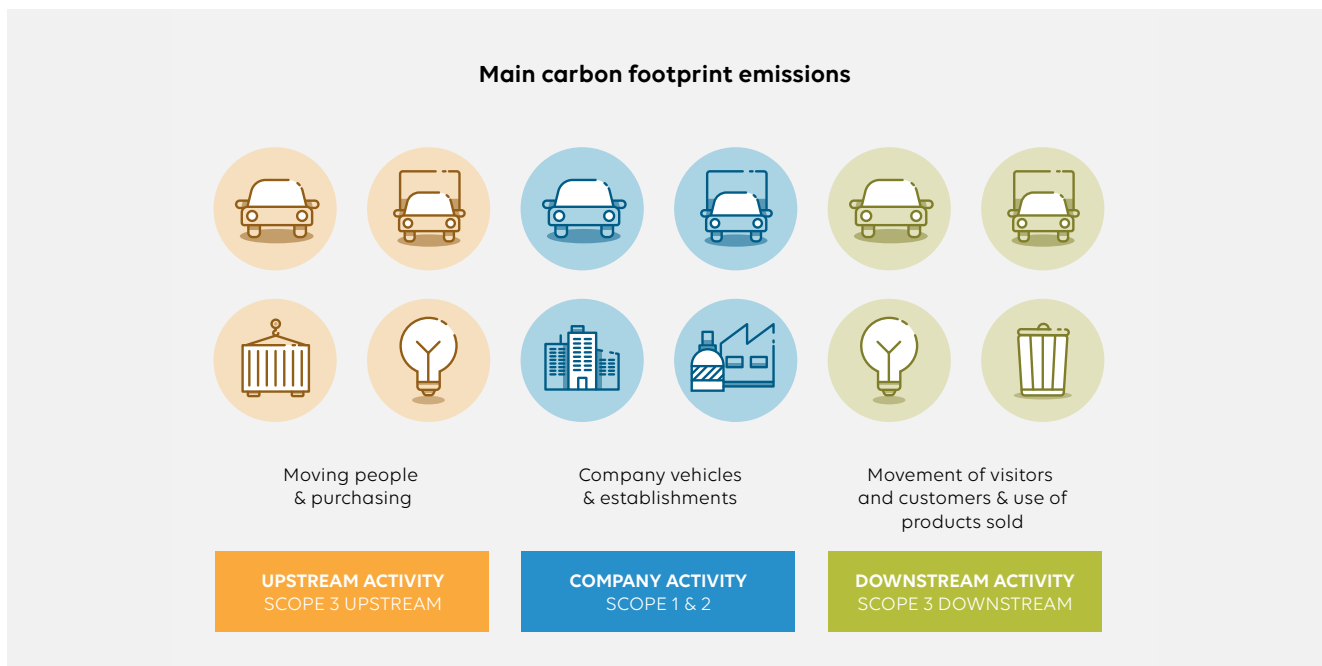 Main carbon footprint emissions
Moving people
& purchasing
Company vehicles
& establishments
Movement of visitors
and customers & use of
products sold
UPSTREAM ACTIVITY
SCOPE 3 UPSTREAM
COMPANY ACTIVITY
SCOPE 1 & 2
DOWNSTREAM ACTIVITY
SCOPE 3 DOWNSTREAM